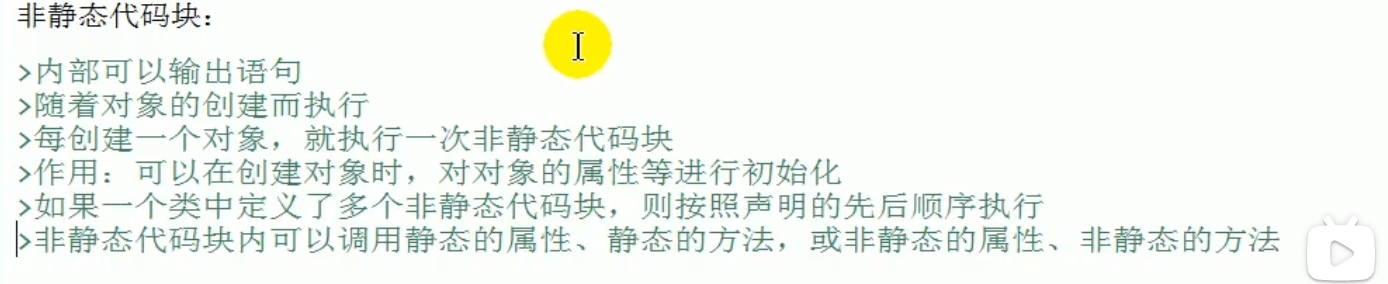 非静态代码块：
>内部可以输出语句
>随着对象的创建而执行
>每创建一个对象，就执行一次非静态代码块
>作用：可以在创建对象时，对对象的属性等进行初始化
>如果一个类中定义了多个非静态代码块，则按照声明的先后顺序执行
>非静态代码块内可以调用静态的属性、静态的方法，或非静态的属性、非静态的方法